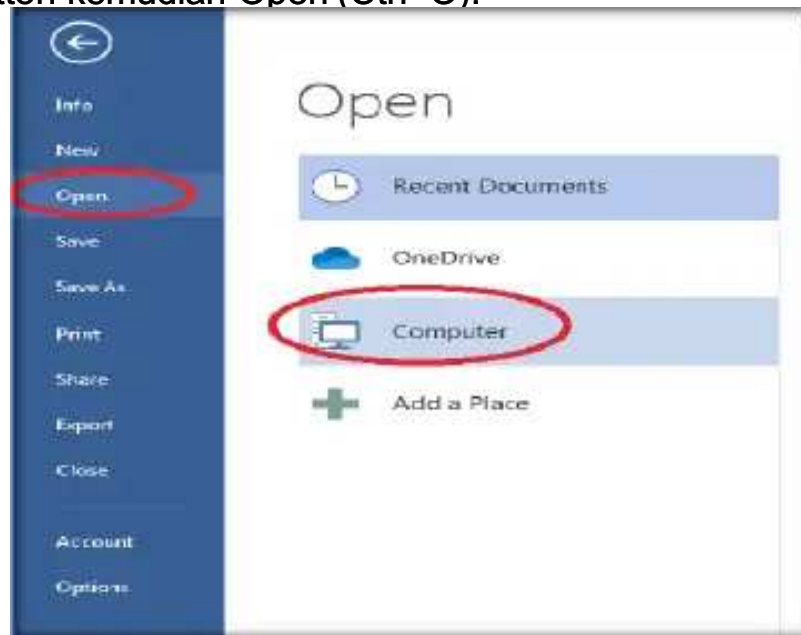 kemudian Open (Ctrl+O).
Info
New
Open
Save
Save As
Print
Share
Export
Close
Account
Options
Open
Recent Documents
OneDrive
Computer
Add a Place